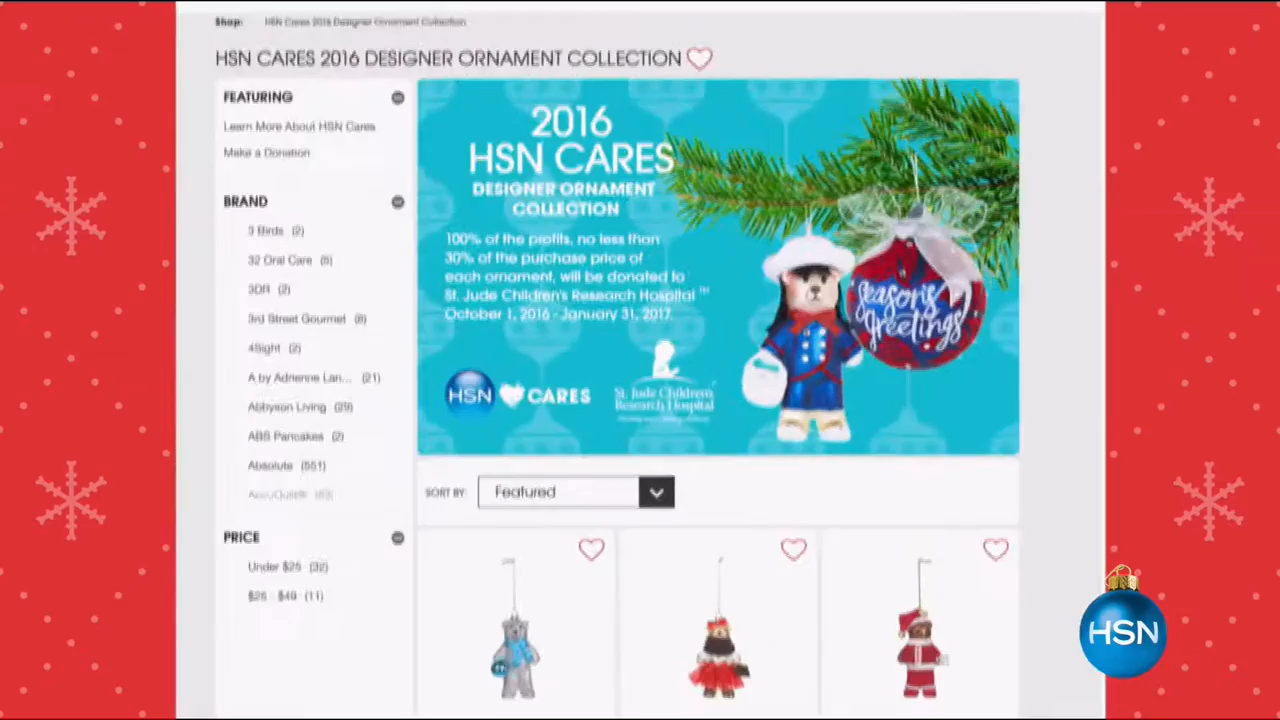 Shop: HSN Cares 2016 Designer Ornament Collection
HSN CARES 2016 DESIGNER ORNAMENT COLLECTION
FEATURING
Learn More About HSN Cares
Make a Donation
BRAND
3 Birds (2)
32 Oral Care (5)
3DR (2)
3rd Street Gourmet (8)
4Sight (2)
A by Adrienne Lan... (21)
Abbyson Living (29)
ABS Pancakes (2)
Absolute (551)
PRICE
Under $25 (32)
$25 - $49 (11)
2016
HSN CARES
DESIGNER ORNAMENT
COLLECTION
100% of the profits, no less than
30% of the purchase price of
each ornament, will be donated to
St. Jude Children's Research Hospital ™
October 1, 2016 - January 31, 2017.
HSN CARES
St. Jude Children's
Research Hospital
season's
greetings
SORT BY: Featured
HSN